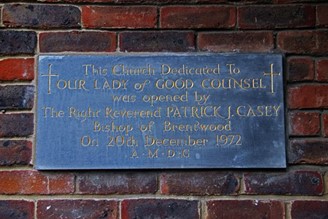 This Church Dedicated To
OUR LADY of GOOD COUNSEL
was opened by
The Right Reverend PATRICK J. CASEY
Bishop of Brentwood
On 20th December 1972
A · M · D · G